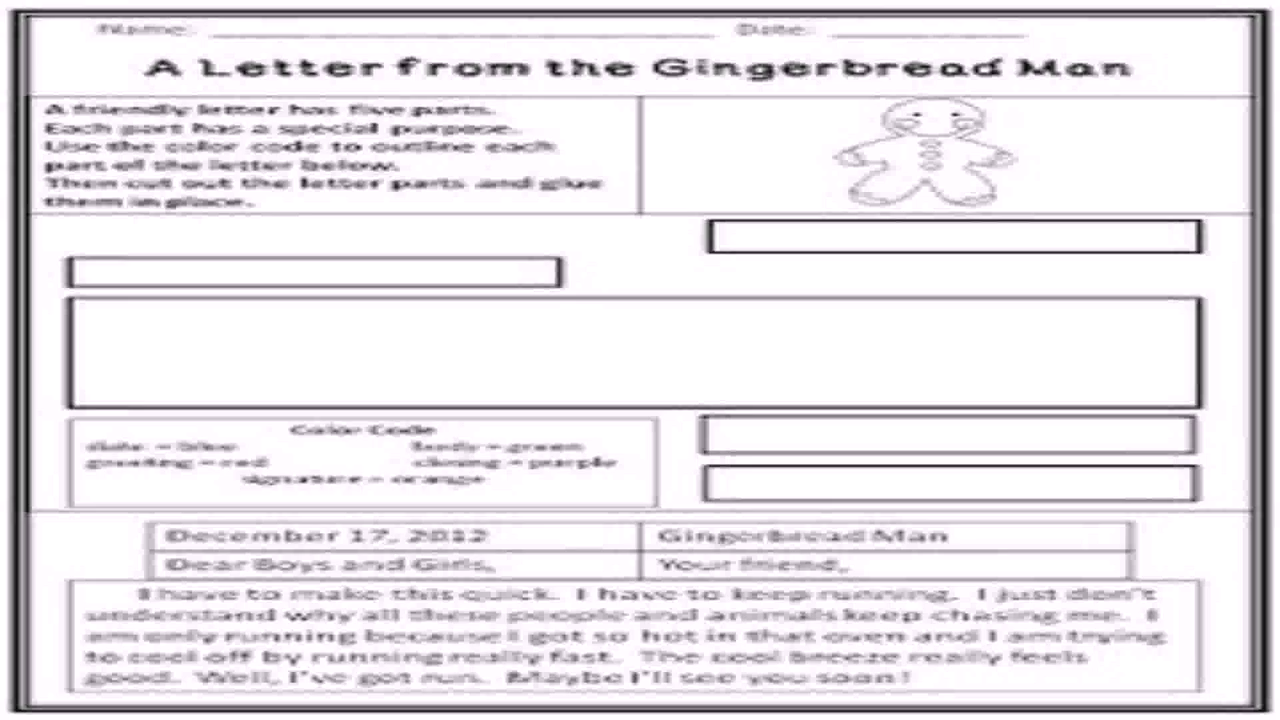 Name: Date:
A Letter from the Gingerbread Man
A friendly letter has five parts.
Each part has a special purpose.
Use the color code to outline each
part of the letter below.
Then cut out the letter parts and glue
them in place.
Color Code
date = blue body = green
greeting = red closing = purple
signature = orange
December 17, 2012 Gingerbread Man
Dear Boys and Girls, Your friend,
I have to make this quick. I have to keep running. I just don't
understand why all these people and animals keep chasing me. I
am only running because I got so hot in that oven and I am trying
to cool off by running really fast. The cool breeze really feels
good. Well, I've got run. Maybe I'll see you soon!